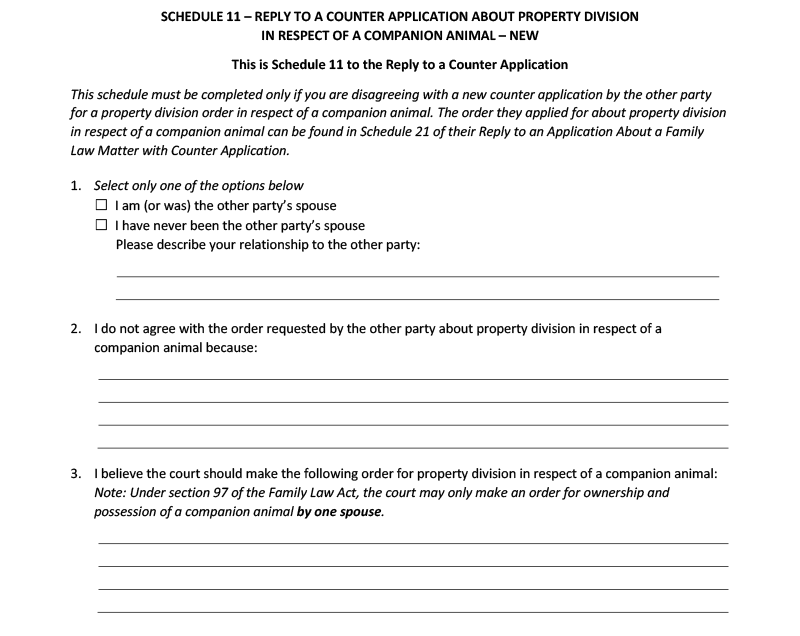 SCHEDULE 11 – REPLY TO A COUNTER APPLICATION ABOUT PROPERTY DIVISION
IN RESPECT OF A COMPANION ANIMAL – NEW
This is Schedule 11 to the Reply to a Counter Application
This schedule must be completed only if you are disagreeing with a new counter application by the other party
for a property division order in respect of a companion animal. The order they applied for about property division
in respect of a companion animal can be found in Schedule 21 of their Reply to an Application About a Family
Law Matter with Counter Application.
1. Select only one of the options below
☐ I am (or was) the other party’s spouse
☐ I have never been the other party’s spouse
Please describe your relationship to the other party:
2. I do not agree with the order requested by the other party about property division in respect of a
companion animal because:
3. I believe the court should make the following order for property division in respect of a companion animal:
Note: Under section 97 of the Family Law Act, the court may only make an order for ownership and
possession of a companion animal by one spouse.